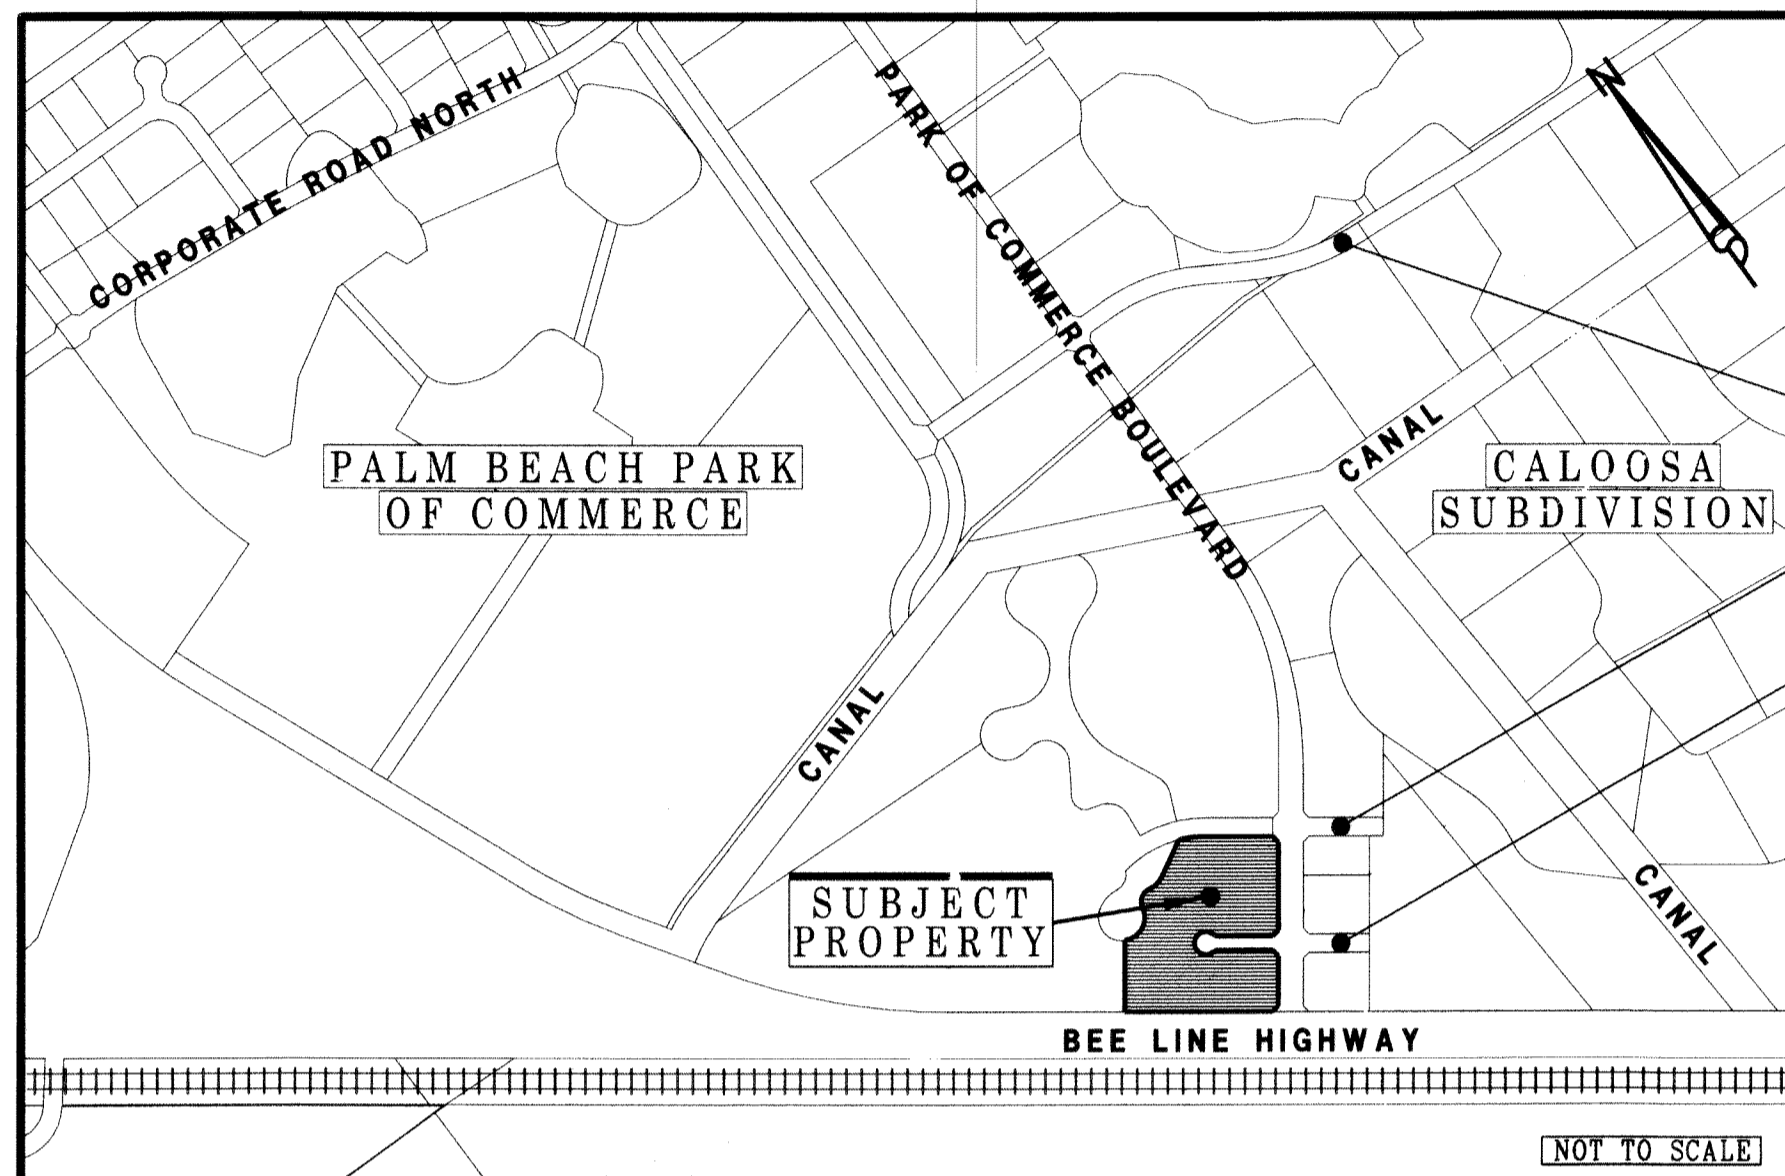 CORPORATE ROAD NORTH
PARK OF COMMERCE BOULEVARD
N
PALM BEACH PARK
OF COMMERCE
CANAL
CALOOSA
SUBDIVISION
CANAL
SUBJECT
PROPERTY
CANAL
BEE LINE HIGHWAY
NOT TO SCALE